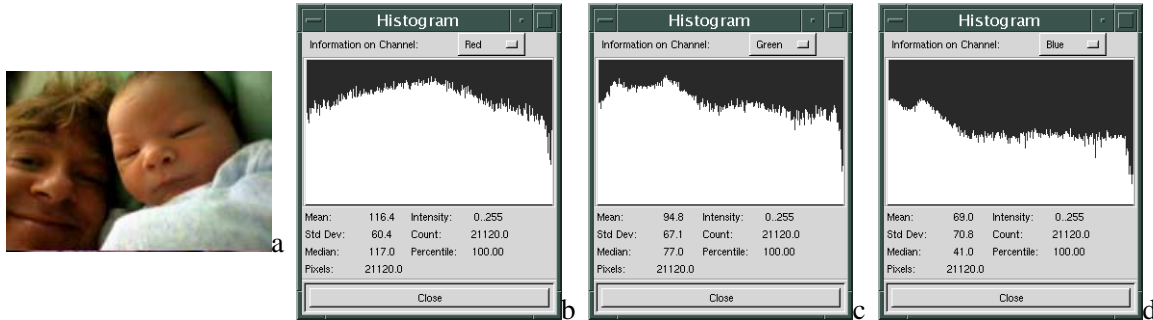 a
Histogram
Information on Channel: Red
Mean: 116.4 Intensity: 0..255
Std Dev: 60.4 Count: 21120.0
Median: 117.0 Percentile: 100.00
Pixels: 21120.0
Close
b
Histogram
Information on Channel: Green
Mean: 94.8 Intensity: 0..255
Std Dev: 67.1 Count: 21120.0
Median: 77.0 Percentile: 100.00
Pixels: 21120.0
Close
c
Histogram
Information on Channel: Blue
Mean: 69.0 Intensity: 0..255
Std Dev: 70.8 Count: 21120.0
Median: 41.0 Percentile: 100.00
Pixels: 21120.0
Close
d